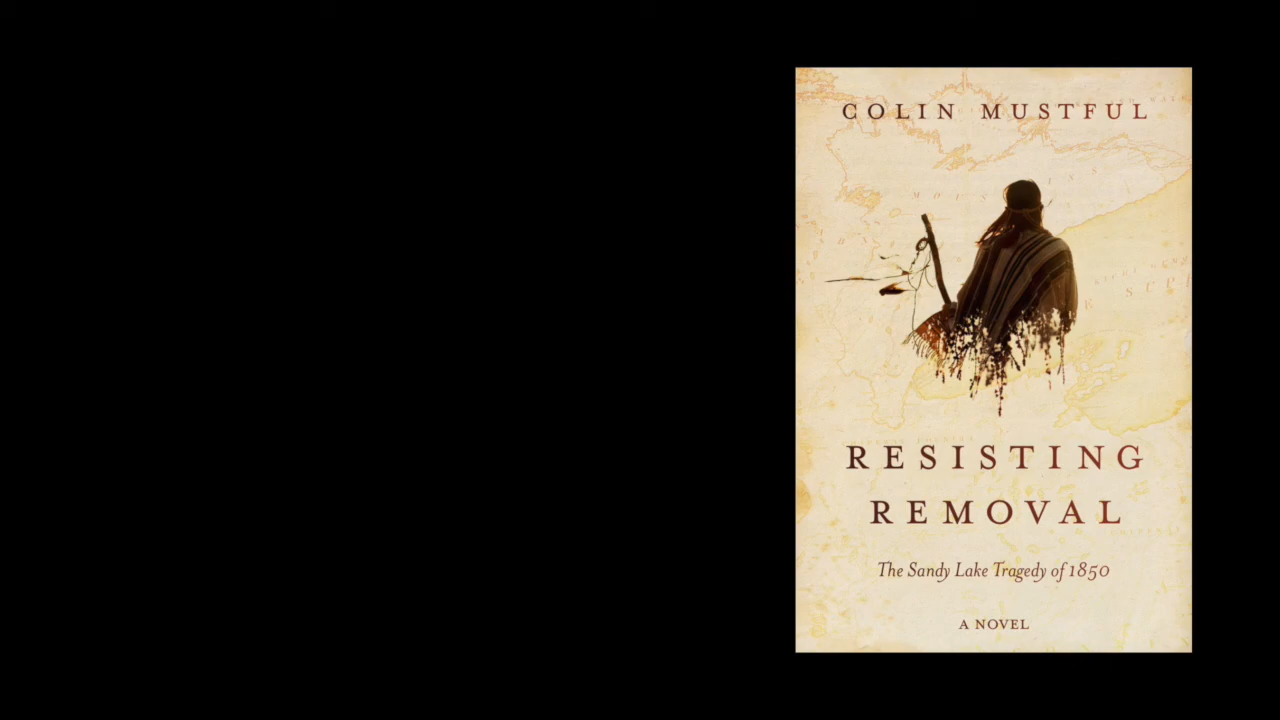 COLIN MUSTFUL
RESISTING
REMOVAL
The Sandy Lake Tragedy of 1850
A NOVEL